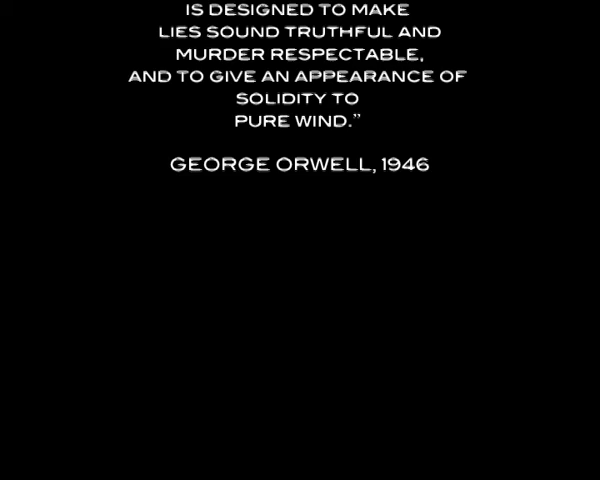 IS DESIGNED TO MAKE
LIES SOUND TRUTHFUL AND
MURDER RESPECTABLE,
AND TO GIVE AN APPEARANCE OF
SOLIDITY TO
PURE WIND.”
GEORGE ORWELL, 1946